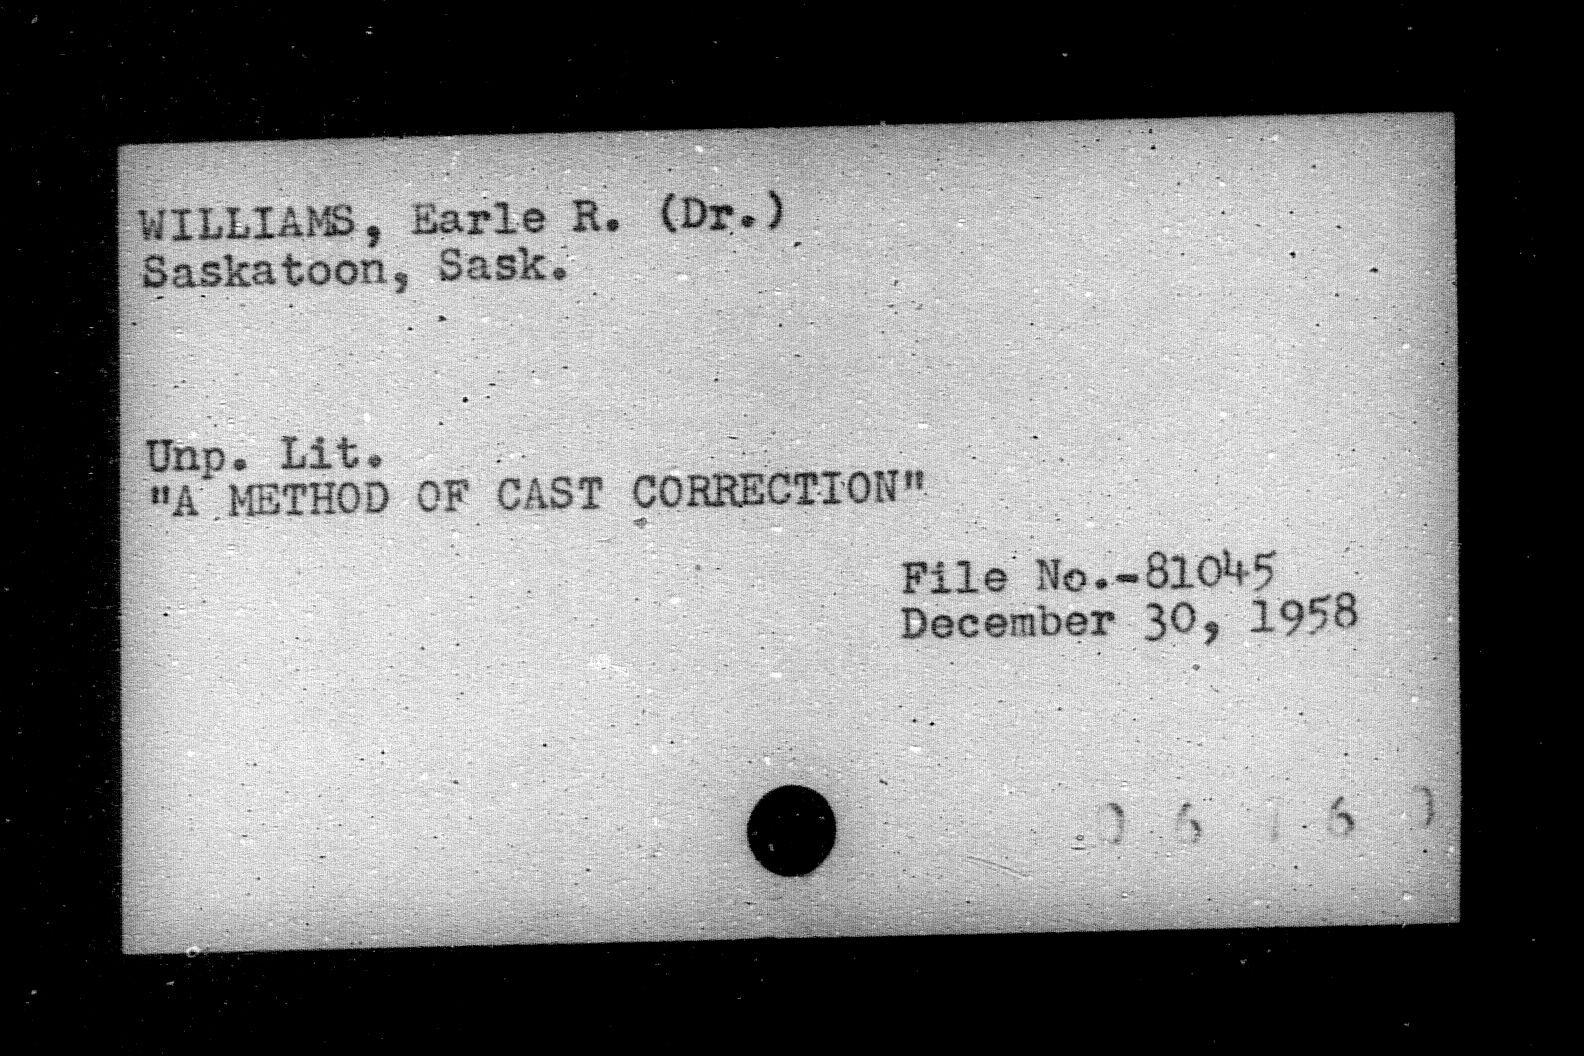 WILLIAMS, Earle R. (Dr.)
Saskatoon, Sask.
Unp. Lit.
"A METHOD OF CAST CORRECTION"
File No.-81045
December 30, 1958